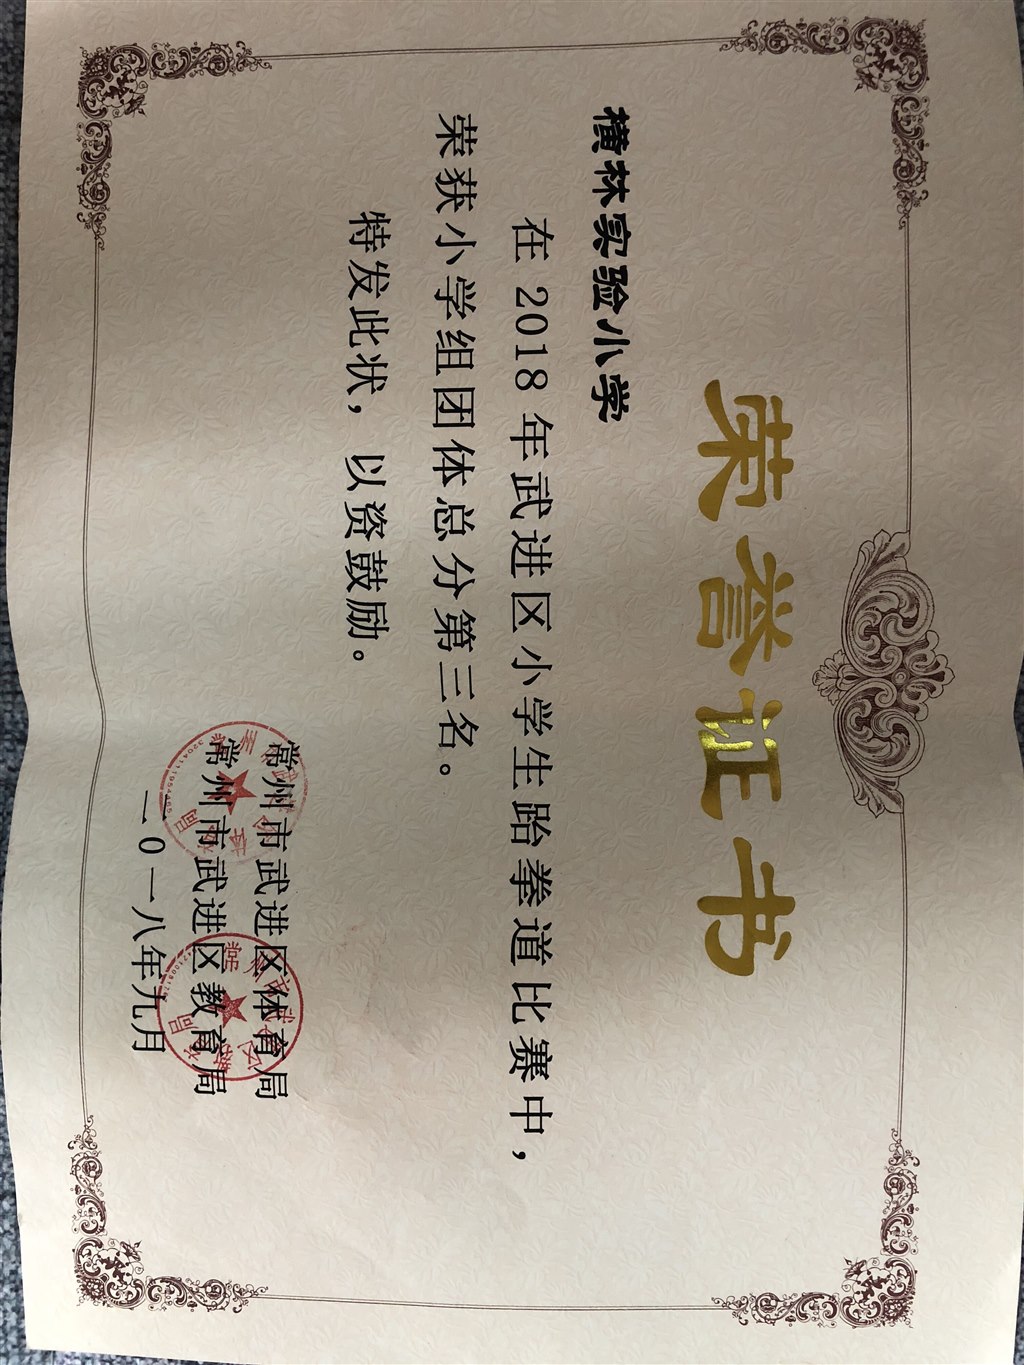 荣誉证书
横林实验小学
在2018年武进区小学生跆拳道比赛中，
荣获小学组团体总分第三名。
特发此状，以资鼓励。
常州市武进区体育局
常州市武进区教育局
二0一八年九月